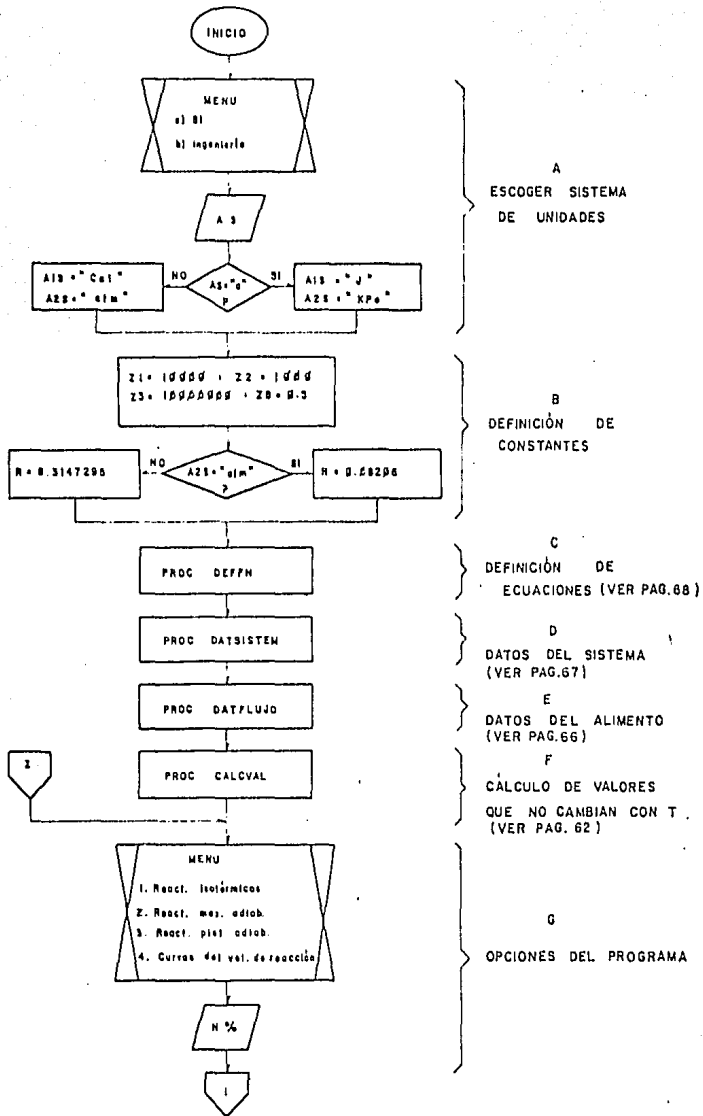 INICIO
MENU
a) SI
b) Ingeniería
A $
A1$ = "Cal"
A2$ = "atm"
NO
A$="a"
?
SI
A1$ = "J"
A2$ = "KPa"
A
ESCOGER SISTEMA
DE UNIDADES
Z1= 10000 : Z2 = 1000
Z3= 1000000 : Z8 = 0.5
R = 8.3147295
NO
A2$="atm"
?
SI
R = 0.08206
B
DEFINICIÓN DE
CONSTANTES
PROC DEFFN
C
DEFINICIÓN DE
ECUACIONES (VER PAG.68)
PROC DATSISTEM
D
DATOS DEL SISTEMA
(VER PAG.67)
PROC DATFLUJO
E
DATOS DEL ALIMENTO
(VER PAG.66)
2
PROC CALCVAL
F
CÁLCULO DE VALORES
QUE NO CAMBIAN CON T
(VER PAG. 62)
MENU
1. React. Isotérmicos
2. React. mez. adiab.
3. React. pist. adiab.
4. Curvas del vel. de reacción
G
OPCIONES DEL PROGRAMA
N %
1